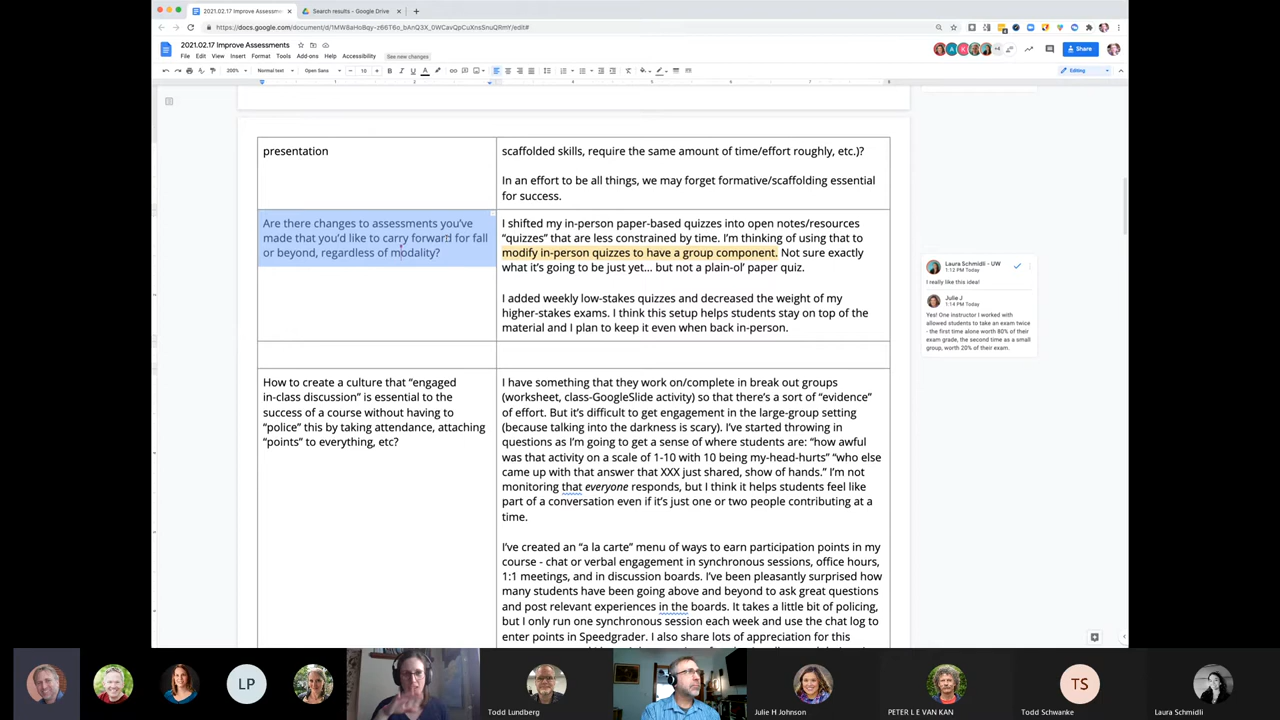 2021.02.17 Improve Assessments
Search results - Google Drive
2021.02.17 Improve Assessments
File Edit View Insert Format Tools Add-ons Help Accessibility
See new changes
+4
Share
200%
Normal text
Open Sans
10
Editing
presentation
scaffolded skills, require the same amount of time/effort roughly, etc.)?
In an effort to be all things, we may forget formative/scaffolding essential
for success.
Are there changes to assessments you've
made that you'd like to carry forward for fall
or beyond, regardless of modality?
I shifted my in-person paper-based quizzes into open notes/resources
“quizzes” that are less constrained by time. I'm thinking of using that to
modify in-person quizzes to have a group component. Not sure exactly
what it's going to be just yet… but not a plain-ol' paper quiz.
I added weekly low-stakes quizzes and decreased the weight of my
higher-stakes exams. I think this setup helps students stay on top of the
material and I plan to keep it even when back in-person.
How to create a culture that “engaged
in-class discussion” is essential to the
success of a course without having to
“police” this by taking attendance, attaching
“points” to everything, etc?
I have something that they work on/complete in break out groups
(worksheet, class-GoogleSlide activity) so that there's a sort of “evidence”
of effort. But it's difficult to get engagement in the large-group setting
(because talking into the darkness is scary). I've started throwing in
questions as I'm going to get a sense of where students are: “how awful
was that activity on a scale of 1-10 with 10 being my-head-hurts” “who else
came up with that answer that XXX just shared, show of hands.” I'm not
monitoring that everyone responds, but I think it helps students feel like
part of a conversation even if it's just one or two people contributing at a
time.
I've created an “a la carte” menu of ways to earn participation points in my
course - chat or verbal engagement in synchronous sessions, office hours,
1:1 meetings, and in discussion boards. I've been pleasantly surprised how
many students have been going above and beyond to ask great questions
and post relevant experiences in the boards. It takes a little bit of policing,
but I only run one synchronous session each week and use the chat log to
enter points in Speedgrader. I also share lots of appreciation for this
Laura Schmidli - UW
1:12 PM Today
I really like this idea!
Julie J
1:14 PM Today
Yes! One instructor I worked with
allowed students to take an exam twice
- the first time alone worth 80% of their
exam grade, the second time as a small
group, worth 20% of their exam.
LP
Todd Lundberg
Julie H Johnson
PETER L E VAN KAN
TS
Todd Schwanke
Laura Schmidli